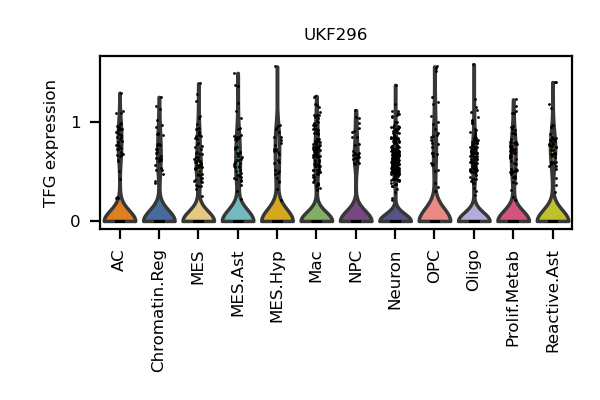 UKF296
TFG expression
1
0
AC
Chromatin.Reg
MES
MES.Ast
MES.Hyp
Mac
NPC
Neuron
OPC
Oligo
Prolif.Metab
Reactive.Ast